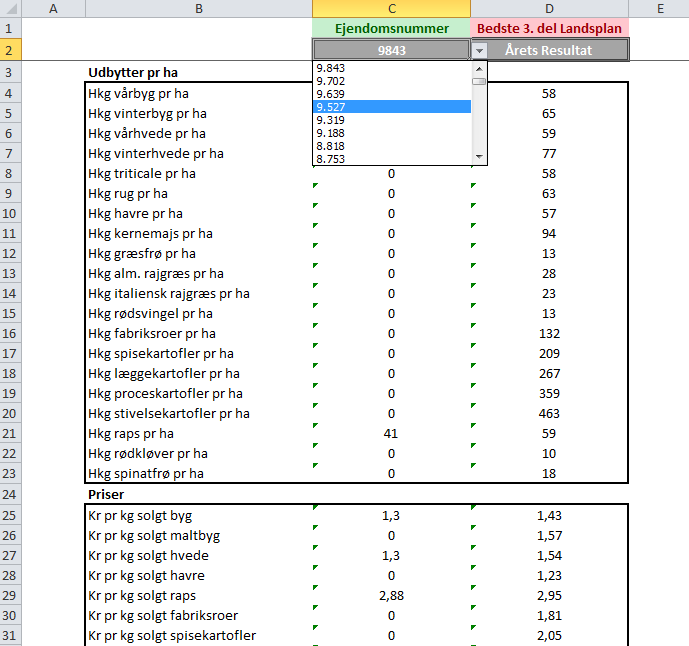 A B C D E
1 Ejendomsnummer Bedste 3. del Landsplan
2 9843 Årets Resultat
3 Udbytter pr ha 9.843
9.702
4 Hkg vårbyg pr ha 9.639 58
9.527
5 Hkg vinterbyg pr ha 9.319 65
6 Hkg vårhvede pr ha 9.188 59
8.818
7 Hkg vinterhvede pr ha 8.753 77
8 Hkg triticale pr ha 0 58
9 Hkg rug pr ha 0 63
10 Hkg havre pr ha 0 57
11 Hkg kernemajs pr ha 0 94
12 Hkg græsfrø pr ha 0 13
13 Hkg alm. rajgræs pr ha 0 28
14 Hkg italiensk rajgræs pr ha 0 23
15 Hkg rødsvingel pr ha 0 13
16 Hkg fabriksroer pr ha 0 132
17 Hkg spisekartofler pr ha 0 209
18 Hkg læggekartofler pr ha 0 267
19 Hkg proceskartofler pr ha 0 359
20 Hkg stivelsekartofler pr ha 0 463
21 Hkg raps pr ha 41 59
22 Hkg rødkløver pr ha 0 10
23 Hkg spinatfrø pr ha 0 18
24 Priser
25 Kr pr kg solgt byg 1,3 1,43
26 Kr pr kg solgt maltbyg 0 1,57
27 Kr pr kg solgt hvede 1,3 1,54
28 Kr pr kg solgt havre 0 1,23
29 Kr pr kg solgt raps 2,88 2,95
30 Kr pr kg solgt fabriksroer 0 1,81
31 Kr pr kg solgt spisekartofler 0 2,05